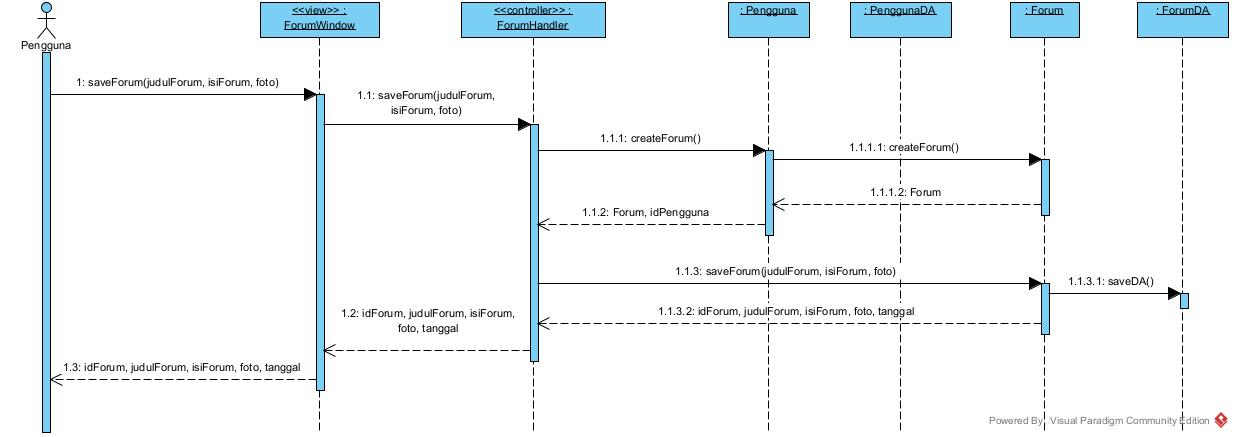 <<view>> :
ForumWindow
<<controller>> :
ForumHandler
: Pengguna
: PenggunaDA
: Forum
: ForumDA
Pengguna
1: saveForum(judulForum, isiForum, foto)
1.1: saveForum(judulForum,
isiForum, foto)
1.1.1: createForum()
1.1.1.1: createForum()
1.1.1.2: Forum
1.1.2: Forum, idPengguna
1.1.3: saveForum(judulForum, isiForum, foto)
1.1.3.1: saveDA()
1.1.3.2: idForum, judulForum, isiForum, foto, tanggal
1.2: idForum, judulForum, isiForum,
foto, tanggal
1.3: idForum, judulForum, isiForum, foto, tanggal
Powered By: Visual Paradigm Community Edition